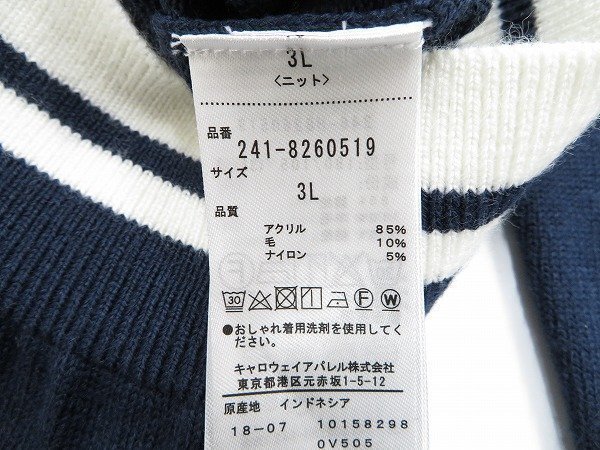 3L
〈ニット〉
品番
241-8260519
サイズ
3L
品質
アクリル 85%
毛 10%
ナイロン 5%
30
F
W
●おしゃれ着用洗剤を使用してく
ださい。
キャロウェイアパレル株式会社
東京都港区元赤坂1-5-12
原産地 インドネシア
18-07 10158298
0V505